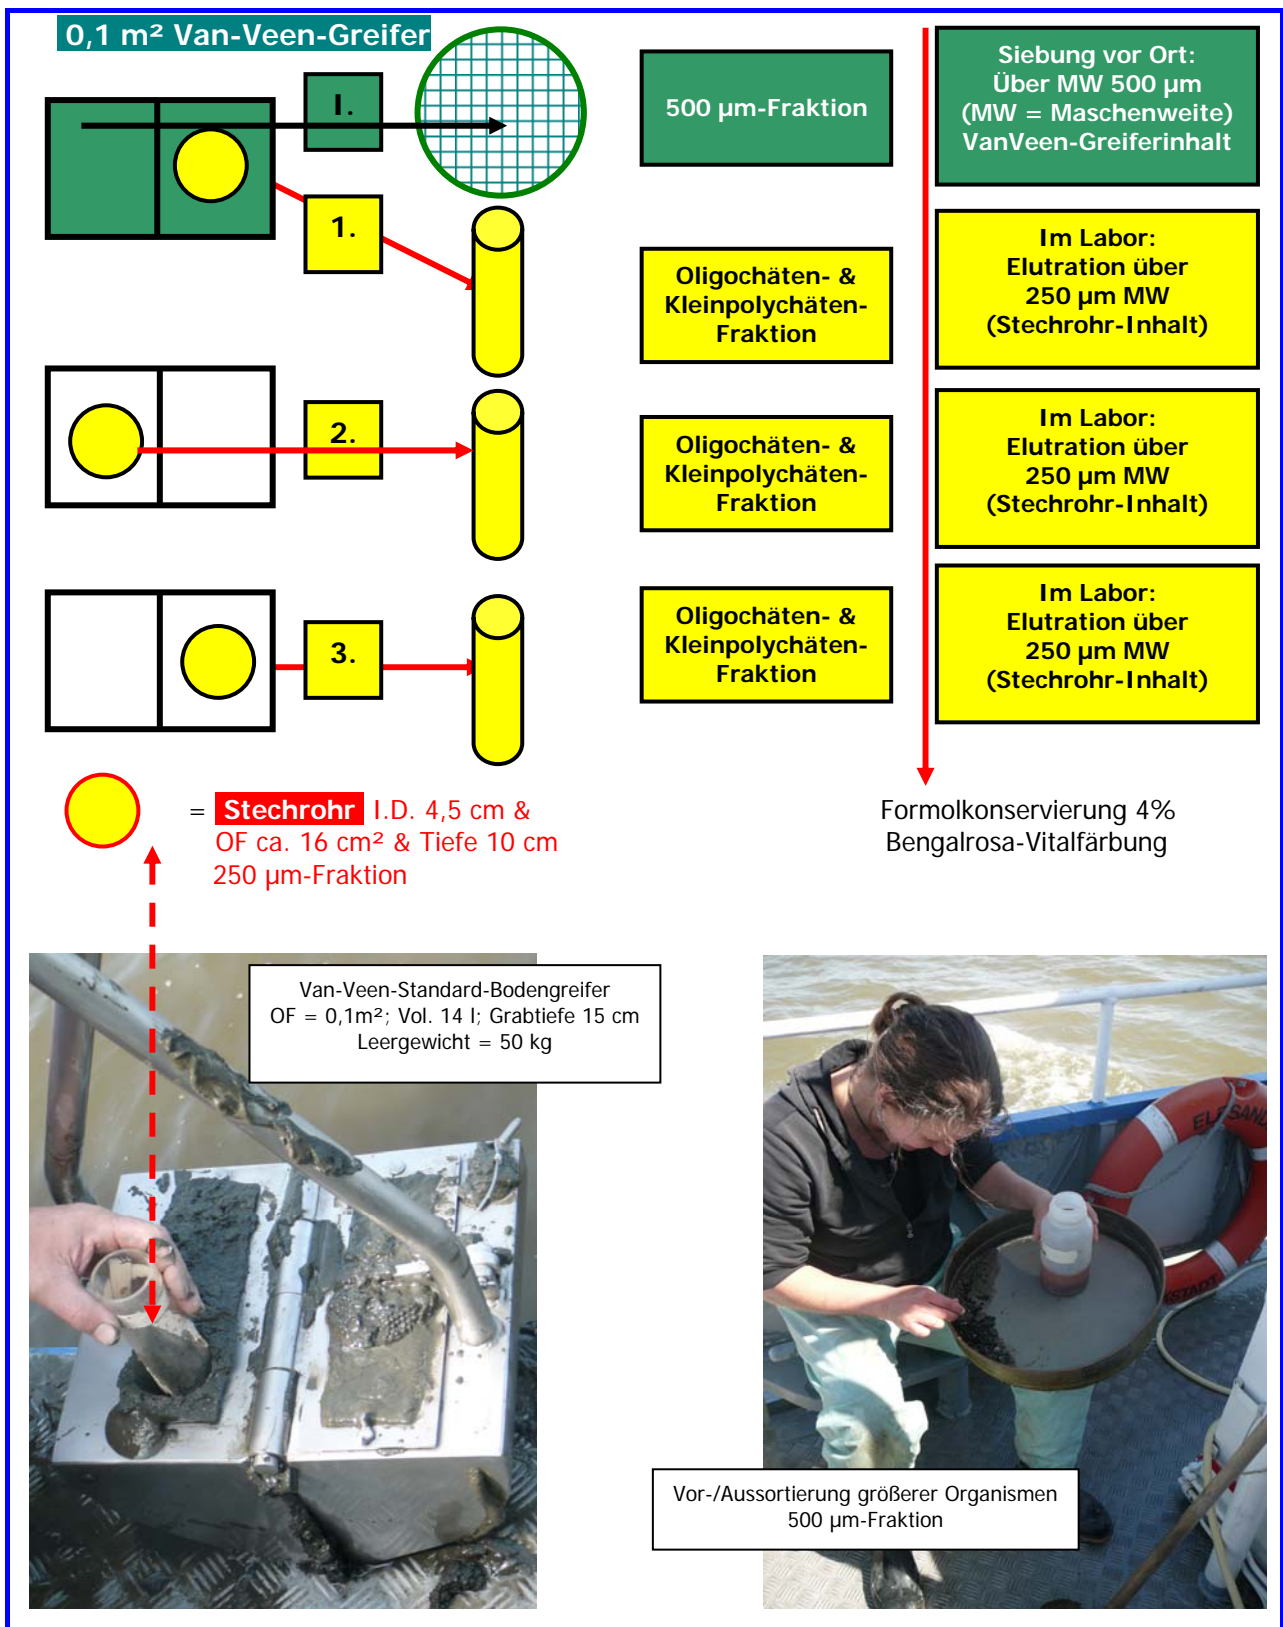 0,1 m² Van-Veen-Greifer
I.
500 µm-Fraktion
Siebung vor Ort:
Über MW 500 µm
(MW = Maschenweite)
VanVeen-Greiferinhalt
1.
Oligochäten- &
Kleinpolychäten-
Fraktion
Im Labor:
Elutration über
250 µm MW
(Stechrohr-Inhalt)
2.
Oligochäten- &
Kleinpolychäten-
Fraktion
Im Labor:
Elutration über
250 µm MW
(Stechrohr-Inhalt)
3.
Oligochäten- &
Kleinpolychäten-
Fraktion
Im Labor:
Elutration über
250 µm MW
(Stechrohr-Inhalt)
= Stechrohr I.D. 4,5 cm &
OF ca. 16 cm² & Tiefe 10 cm
250 µm-Fraktion
Formolkonservierung 4%
Bengalrosa-Vitalfärbung
Van-Veen-Standard-Bodengreifer
OF = 0,1m²; Vol. 14 l; Grabtiefe 15 cm
Leergewicht = 50 kg
Vor-/Aussortierung größerer Organismen
500 µm-Fraktion